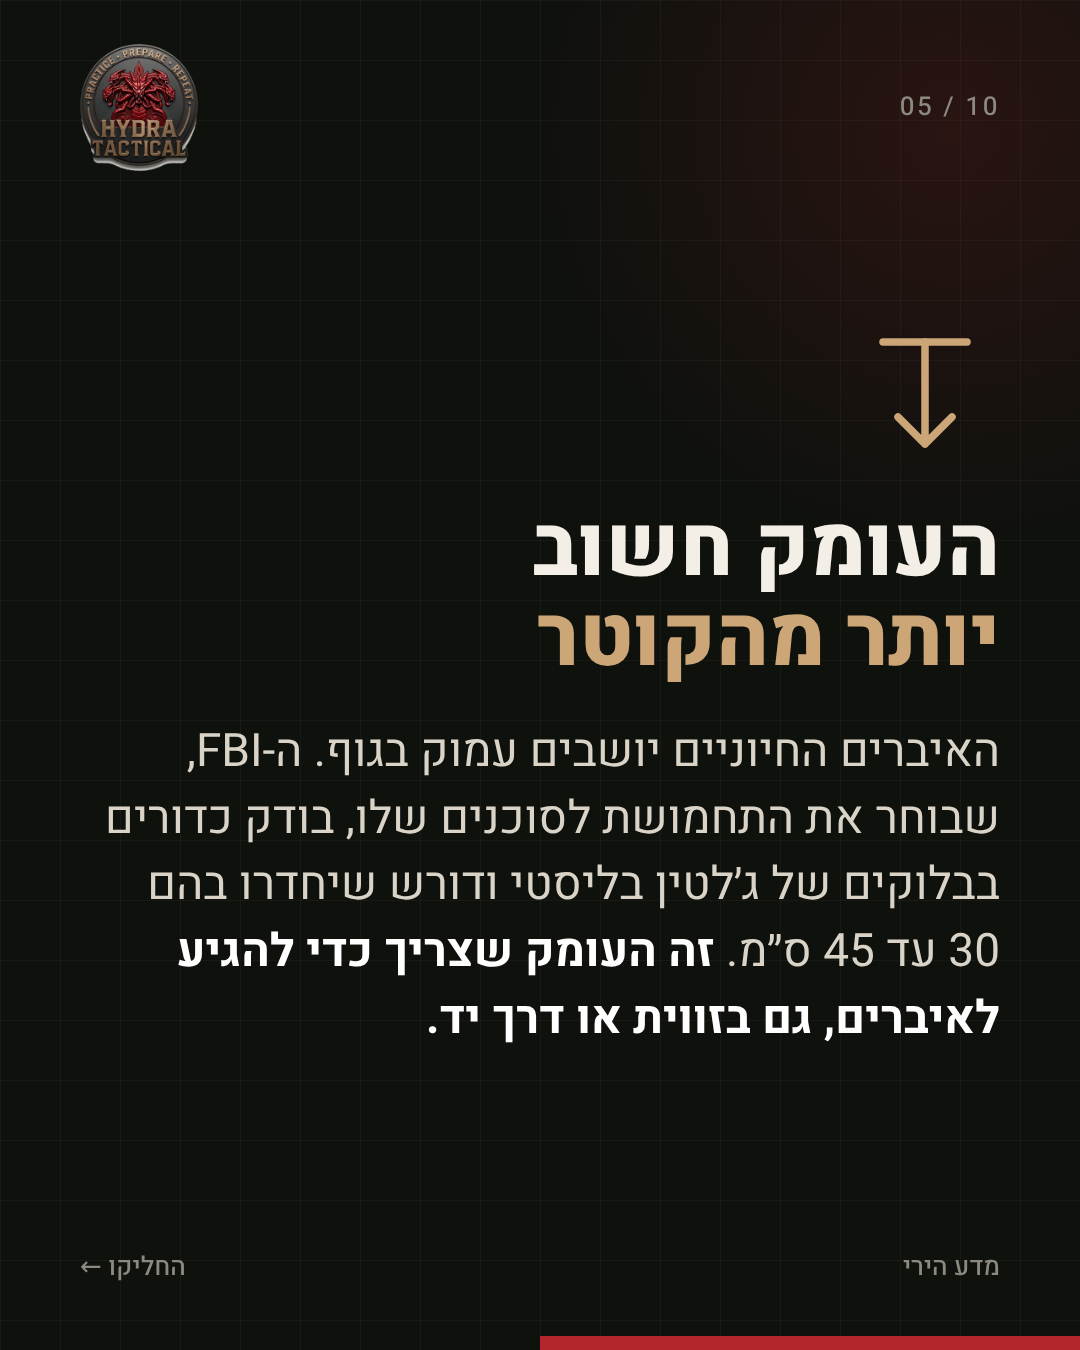 PRACTICE · PREPARE · REPEAT
HYDRA
TACTICAL
05 / 10
העומק חשוב
יותר מהקוטר
האיברים החיוניים יושבים עמוק בגוף. ה-FBI,
שבוחר את התחמושת לסוכנים שלו, בודק כדורים
בבלוקים של ג׳לטין בליסטי ודורש שיחדרו בהם
30 עד 45 ס״מ. זה העומק שצריך כדי להגיע
לאיברים, גם בזווית או דרך יד.
מדע הירי
החליקו ←